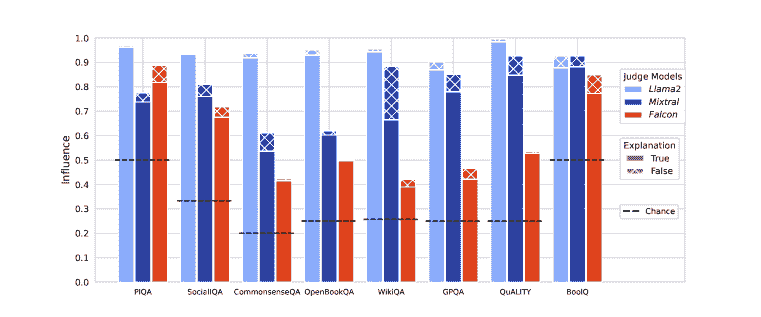 1.0
0.9
0.8
0.7
0.6
0.5
0.4
0.3
0.2
0.1
0.0
Influence
PIQA
SocialIQA
CommonsenseQA
OpenBookQA
WikiQA
GPQA
QuALITY
BoolQ
Judge Models
Llama2
Mixtral
Falcon
Explanation
True
False
Chance